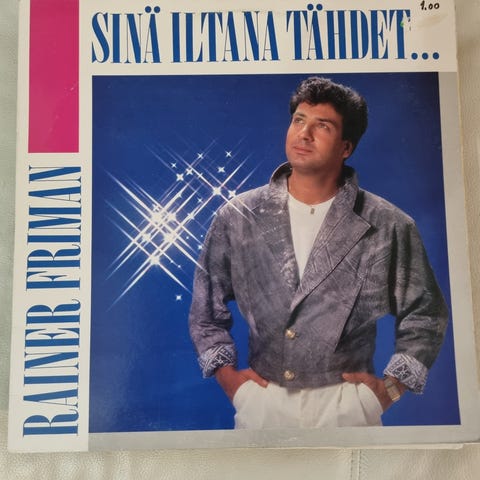 SINÄ ILTANA TÄHDET...
1.00
RAINER FRIMAN